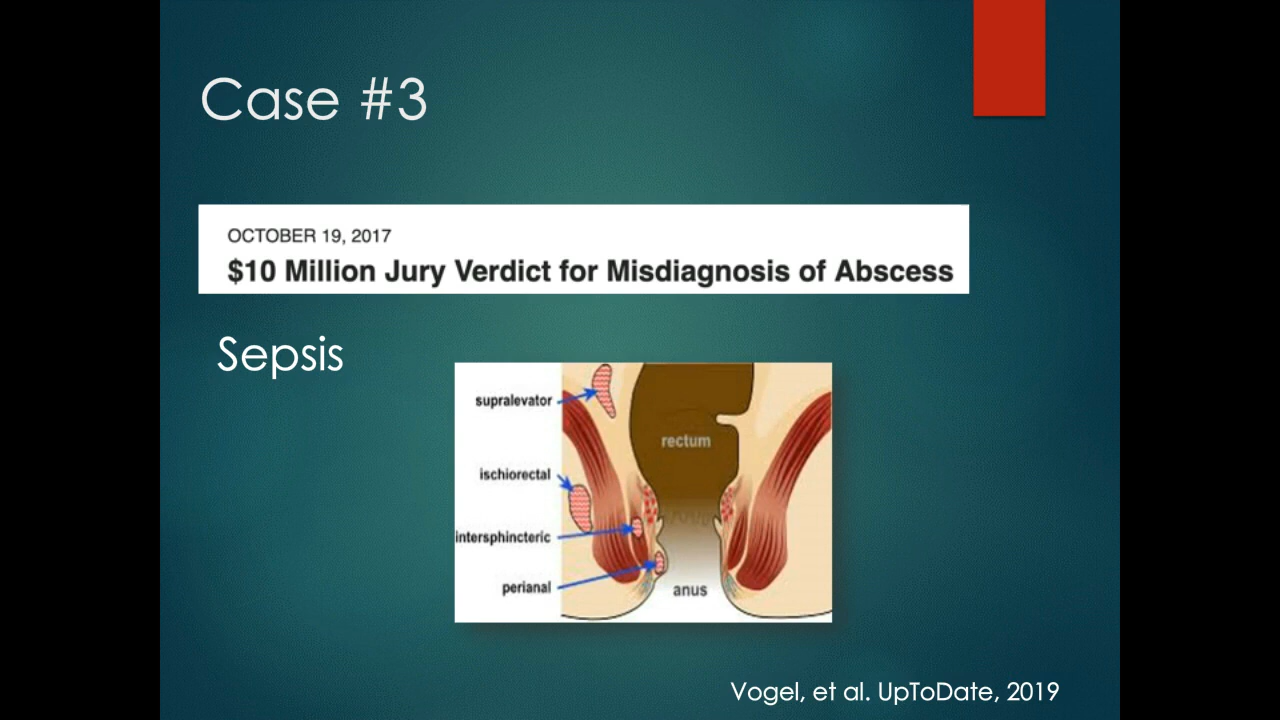 Case #3
OCTOBER 19, 2017
$10 Million Jury Verdict for Misdiagnosis of Abscess
Sepsis
supralevator
rectum
ischiorectal
intersphincteric
perianal
anus
Vogel, et al. UpToDate, 2019